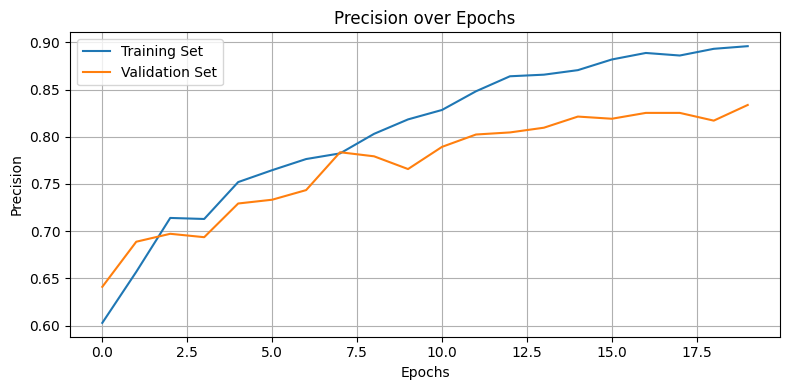 Precision over Epochs
Training Set
Validation Set
0.90
0.85
0.80
0.75
0.70
0.65
0.60
Precision
0.0 2.5 5.0 7.5 10.0 12.5 15.0 17.5
Epochs